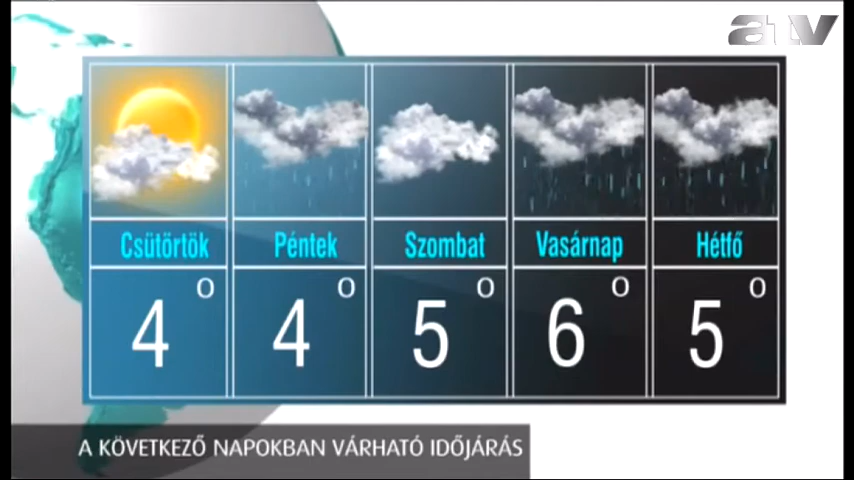 atv
Csütörtök Péntek Szombat Vasárnap Hétfő
4° 4° 5° 6° 5°
A KÖVETKEZŐ NAPOKBAN VÁRHATÓ IDŐJÁRÁS